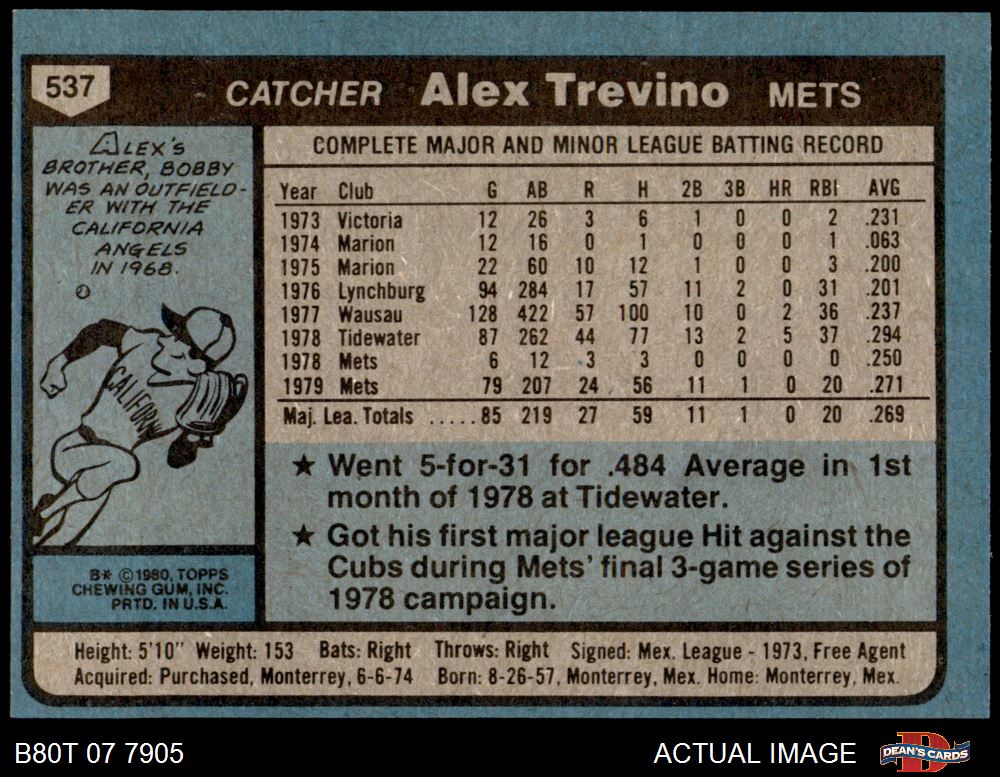 537
CATCHER Alex Trevino METS
ALEX'S
BROTHER, BOBBY
WAS AN OUTFIELD-
ER WITH THE
CALIFORNIA
ANGELS
IN 1968.
CALIFORN
B* © 1980, TOPPS
CHEWING GUM, INC.
PRTD. IN U.S.A.
COMPLETE MAJOR AND MINOR LEAGUE BATTING RECORD
Year Club G AB R H 2B 3B HR RBI AVG
1973 Victoria 12 26 3 6 1 0 0 2 .231
1974 Marion 12 16 0 1 0 0 0 1 .063
1975 Marion 22 60 10 12 1 0 0 3 .200
1976 Lynchburg 94 284 17 57 11 2 0 31 .201
1977 Wausau 128 422 57 100 10 0 2 36 .237
1978 Tidewater 87 262 44 77 13 2 5 37 .294
1978 Mets 6 12 3 3 0 0 0 0 .250
1979 Mets 79 207 24 56 11 1 0 20 .271
Maj. Lea. Totals ..... 85 219 27 59 11 1 0 20 .269
★ Went 5-for-31 for .484 Average in 1st
month of 1978 at Tidewater.
★ Got his first major league Hit against the
Cubs during Mets' final 3-game series of
1978 campaign.
Height: 5'10" Weight: 153 Bats: Right Throws: Right Signed: Mex. League - 1973, Free Agent
Acquired: Purchased, Monterrey, 6-6-74 Born: 8-26-57, Monterrey, Mex. Home: Monterrey, Mex.
B80T 07 7905
ACTUAL IMAGE
DEAN'S CARDS